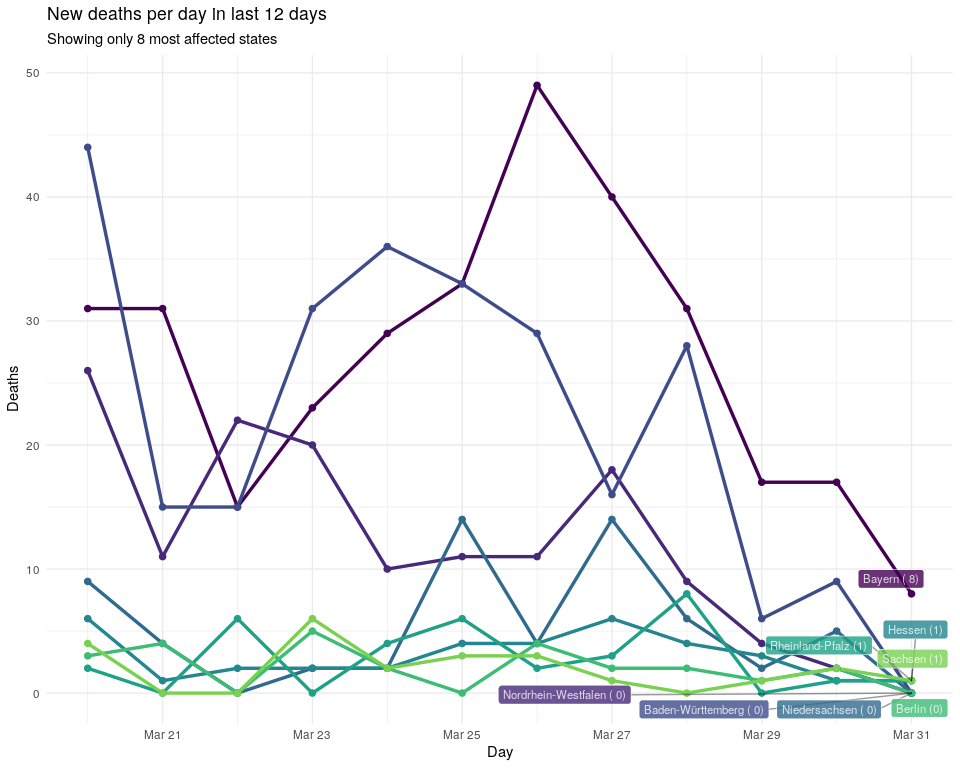 New deaths per day in last 12 days
Showing only 8 most affected states
50
40
30
20
10
0
Deaths
Bayern ( 8)
Hessen (1)
Rheinland-Pfalz (1)
Sachsen (1)
Nordrhein-Westfalen ( 0)
Baden-Württemberg ( 0)
Niedersachsen ( 0)
Berlin (0)
Mar 21
Mar 23
Mar 25
Mar 27
Mar 29
Mar 31
Day